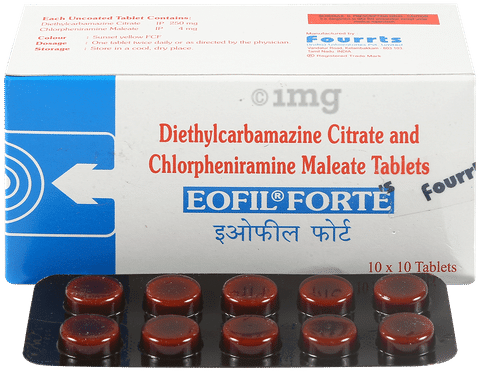 Each Uncoated Tablet Contains:
Diethylcarbamazine Citrate IP 250 mg
Chlorpheniramine Maleate IP 4 mg
Colour : Sunset yellow FCF
Dosage : One tablet twice daily or as directed by the physician.
Storage : Store in a cool, dry place.
Manufactured by
Fourrts
Registered Trade Mark
©1mg
Diethylcarbamazine Citrate and
Chlorpheniramine Maleate Tablets
EOFIL® FORTE
इओफील फोर्ट
Fourrts
10 x 10 Tablets